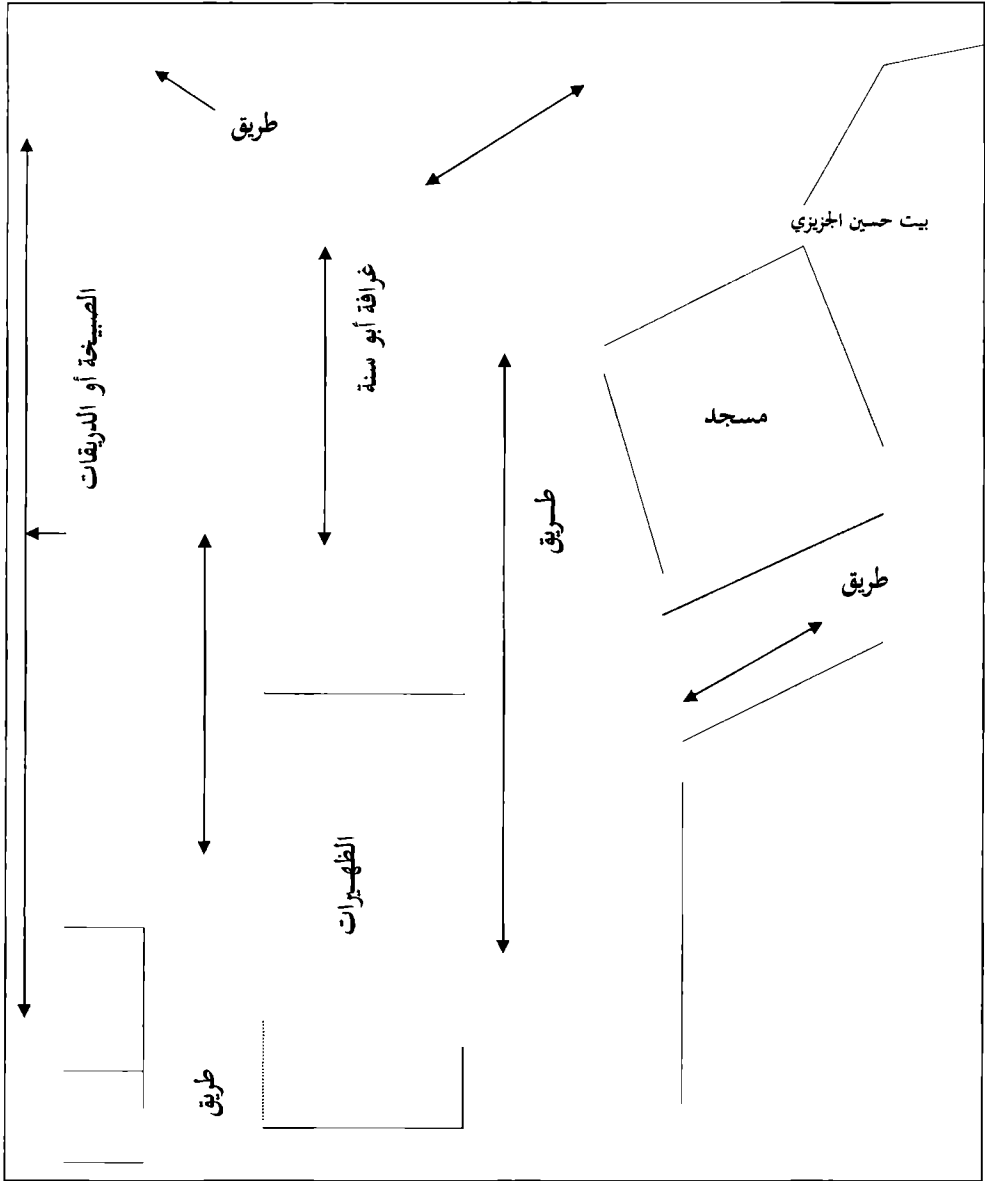 طريق
بيت حسين الجزيزي
غرافة أبو سنة
الصبيخة أو الدريقات
مسجد
طريق
طريق
الظهيرات
طريق